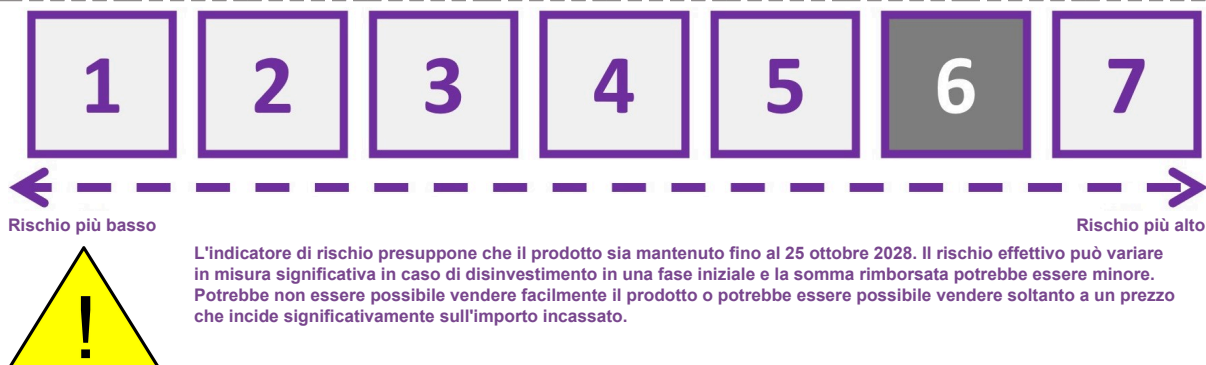 1 2 3 4 5 6 7
Rischio più basso Rischio più alto
L'indicatore di rischio presuppone che il prodotto sia mantenuto fino al 25 ottobre 2028. Il rischio effettivo può variare
in misura significativa in caso di disinvestimento in una fase iniziale e la somma rimborsata potrebbe essere minore.
Potrebbe non essere possibile vendere facilmente il prodotto o potrebbe essere possibile vendere soltanto a un prezzo
che incide significativamente sull'importo incassato.
!